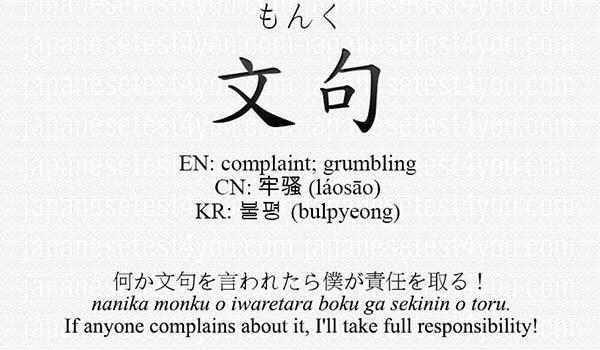 もんく
文句
EN: complaint; grumbling
CN: 牢骚 (láosāo)
KR: 불평 (bulpyeong)
何か文句を言われたら僕が責任を取る！
nanika monku o iwaretara boku ga sekinin o toru.
If anyone complains about it, I'll take full responsibility!